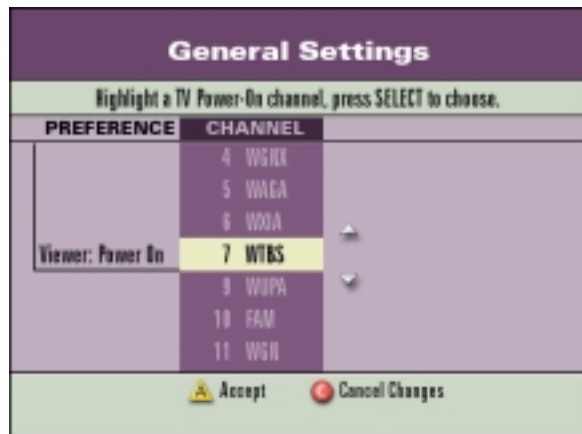 General Settings
Highlight a TV Power-On channel, press SELECT to choose.
PREFERENCE CHANNEL
4 WGNX
5 WAGA
6 WXIA
Viewer: Power On 7 WTBS
9 WUPA
10 FAM
11 WGN
A Accept Cancel Changes